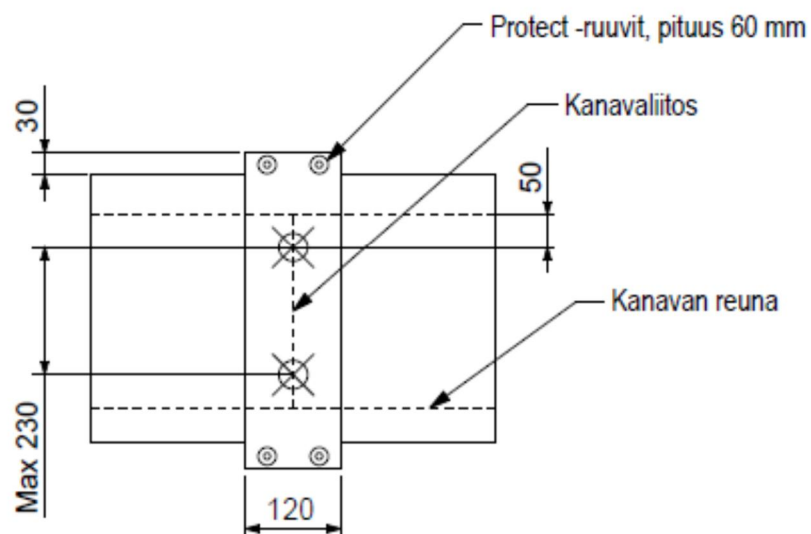 Protect -ruuvit, pituus 60 mm
Kanavaliitos
30
50
Kanavan reuna
Max 230
120